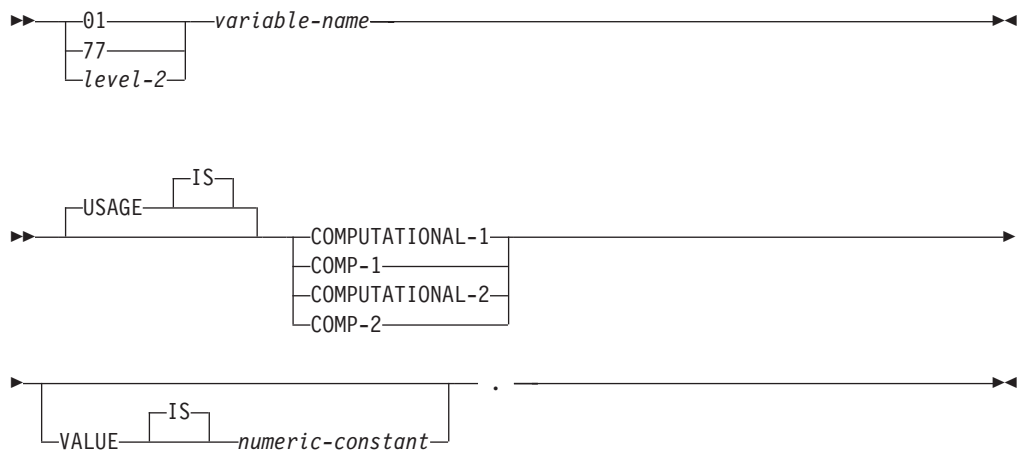 01 variable-name
77
level-2
IS
USAGE
COMPUTATIONAL-1
COMP-1
COMPUTATIONAL-2
COMP-2
.
IS
VALUE numeric-constant